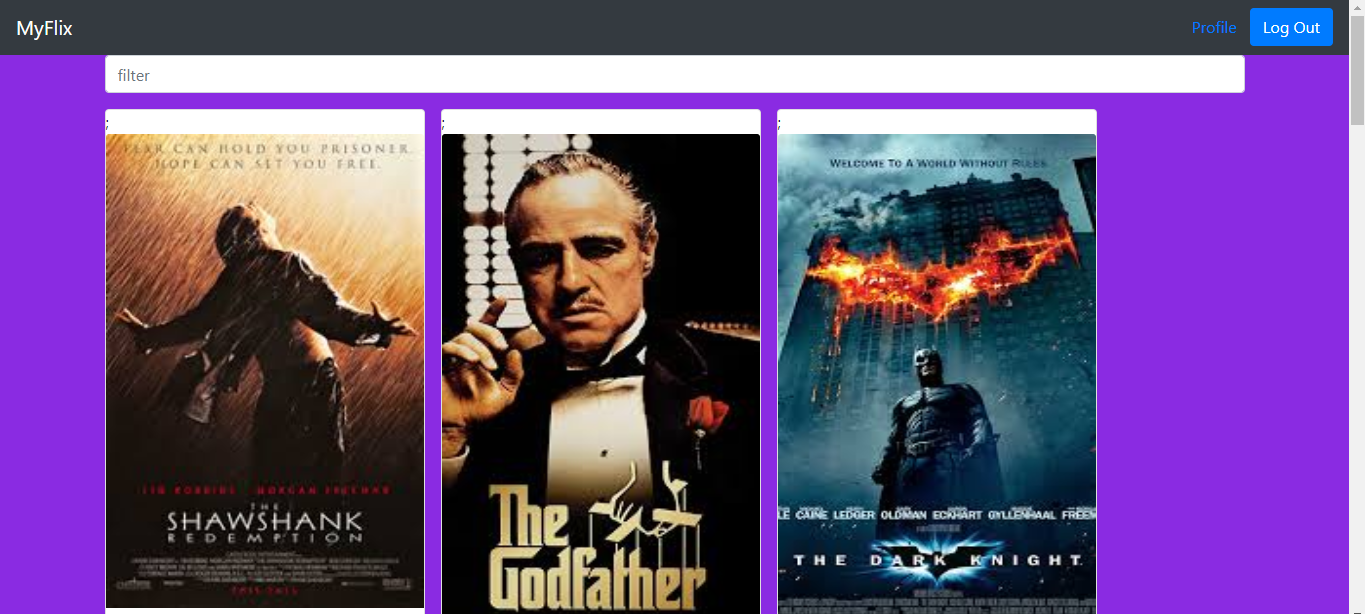 MyFlix
Profile
Log Out
filter
;
;
;
FEAR CAN HOLD YOU PRISONER.
HOPE CAN SET YOU FREE.
TIM ROBBINS MORGAN FREEMAN
THE
SHAWSHANK
REDEMPTION
THIS FALL
The
Godfather
WELCOME TO A WORLD WITHOUT RULES.
CAINE LEDGER OLDMAN ECKHART GYLLENHAAL FREEM
THE DARK KNIGHT